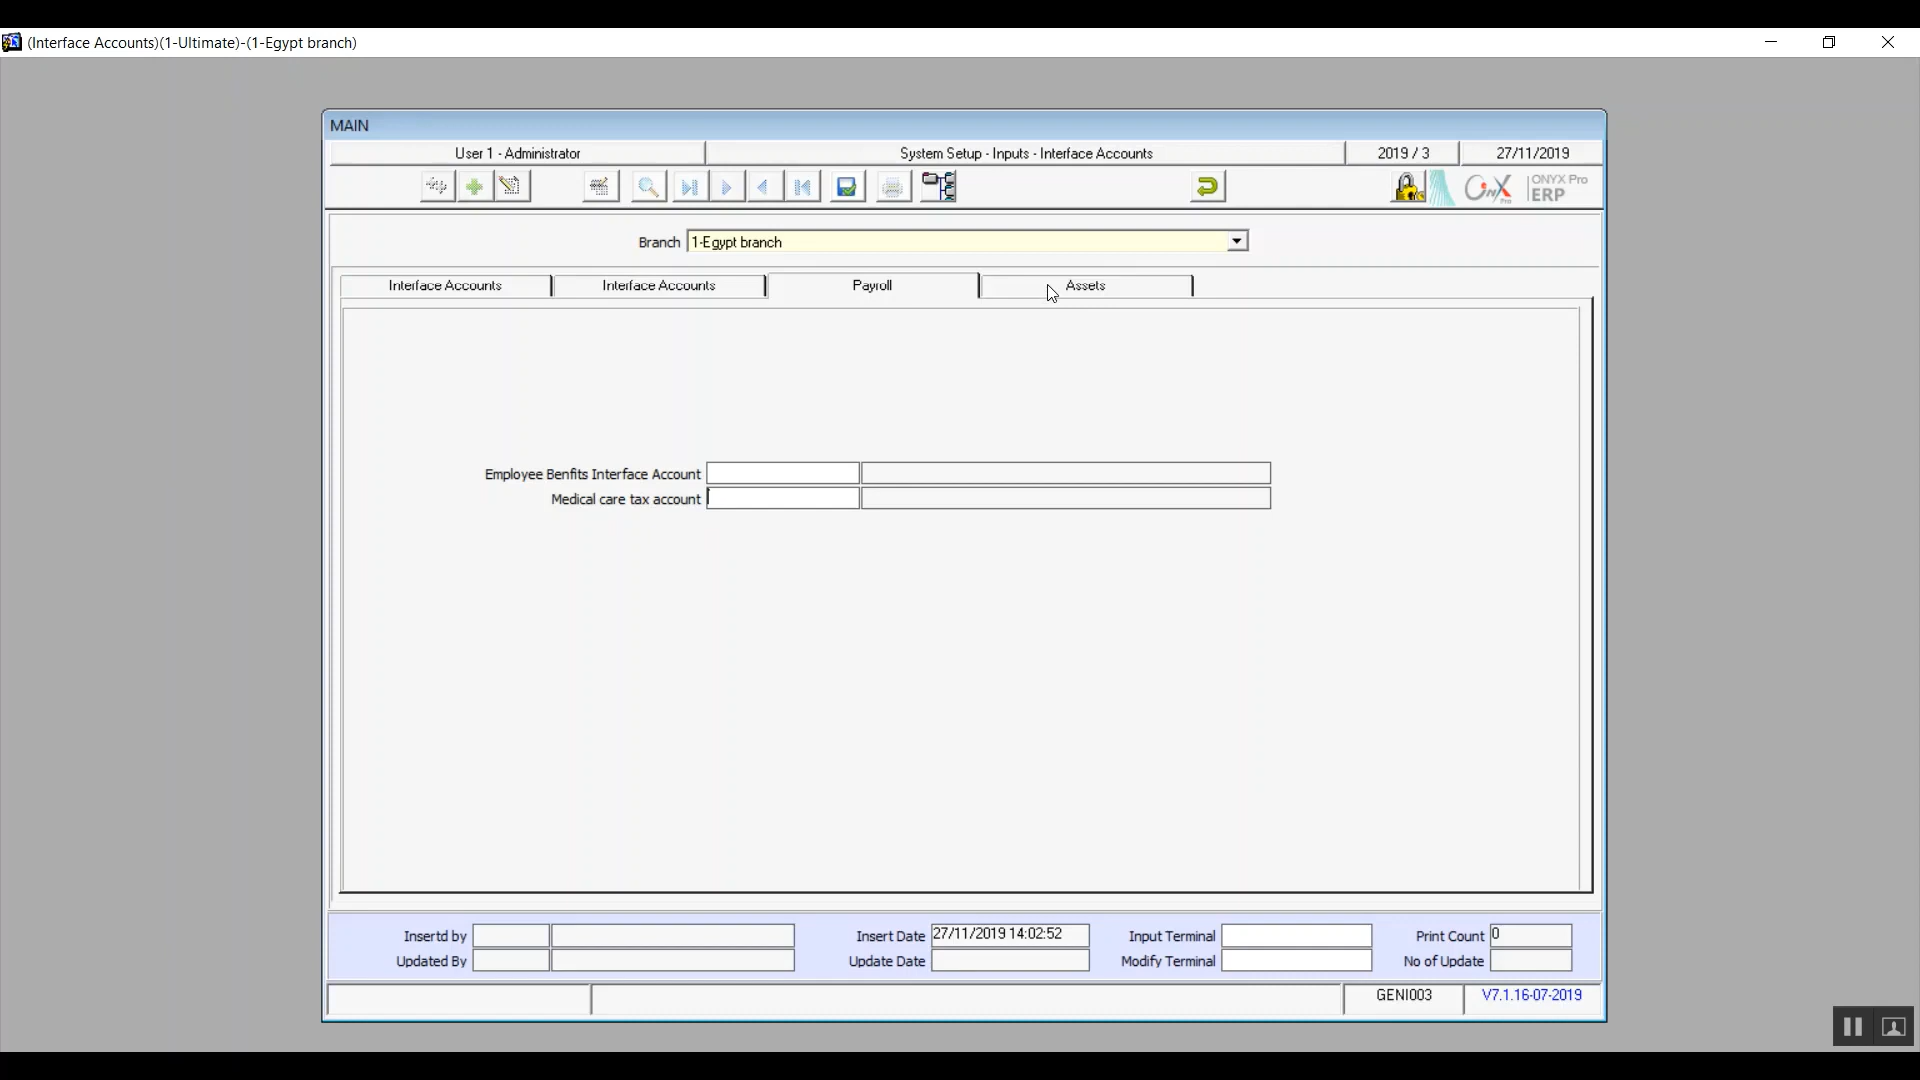 (Interface Accounts)(1-Ultimate)-(1-Egypt branch)
MAIN
User 1 - Administrator
System Setup - Inputs - Interface Accounts
2019 / 3
27/11/2019
OnyX
Pro
ONYX Pro
ERP
Branch
1-Egypt branch
Interface Accounts
Interface Accounts
Payroll
Assets
Employee Benfits Interface Account
Medical care tax account
Insertd by
Insert Date
27/11/2019 14:02:52
Input Terminal
Print Count
0
Updated By
Update Date
Modify Terminal
No of Update
GENI003
V7.1.16-07-2019